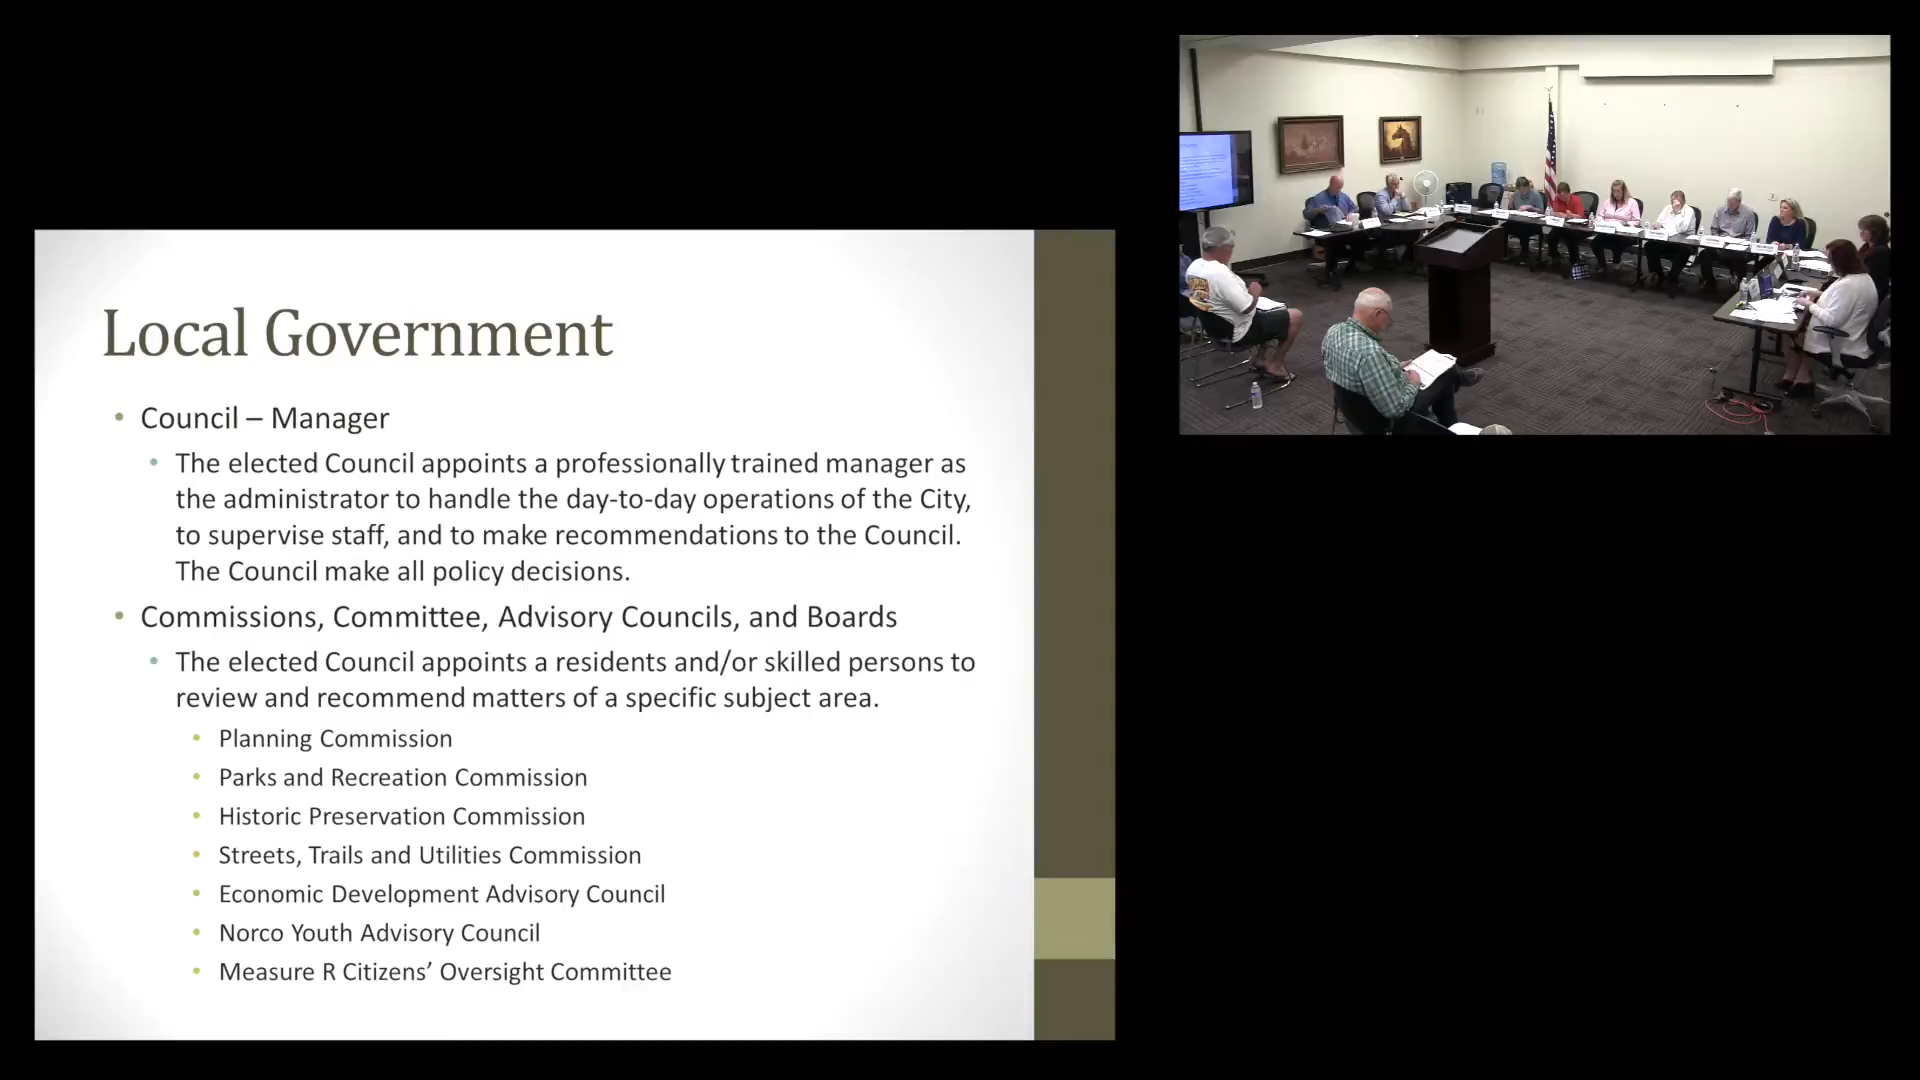 Local Government
• Council – Manager
• The elected Council appoints a professionally trained manager as
the administrator to handle the day-to-day operations of the City,
to supervise staff, and to make recommendations to the Council.
The Council make all policy decisions.
• Commissions, Committee, Advisory Councils, and Boards
• The elected Council appoints a residents and/or skilled persons to
review and recommend matters of a specific subject area.
• Planning Commission
• Parks and Recreation Commission
• Historic Preservation Commission
• Streets, Trails and Utilities Commission
• Economic Development Advisory Council
• Norco Youth Advisory Council
• Measure R Citizens’ Oversight Committee